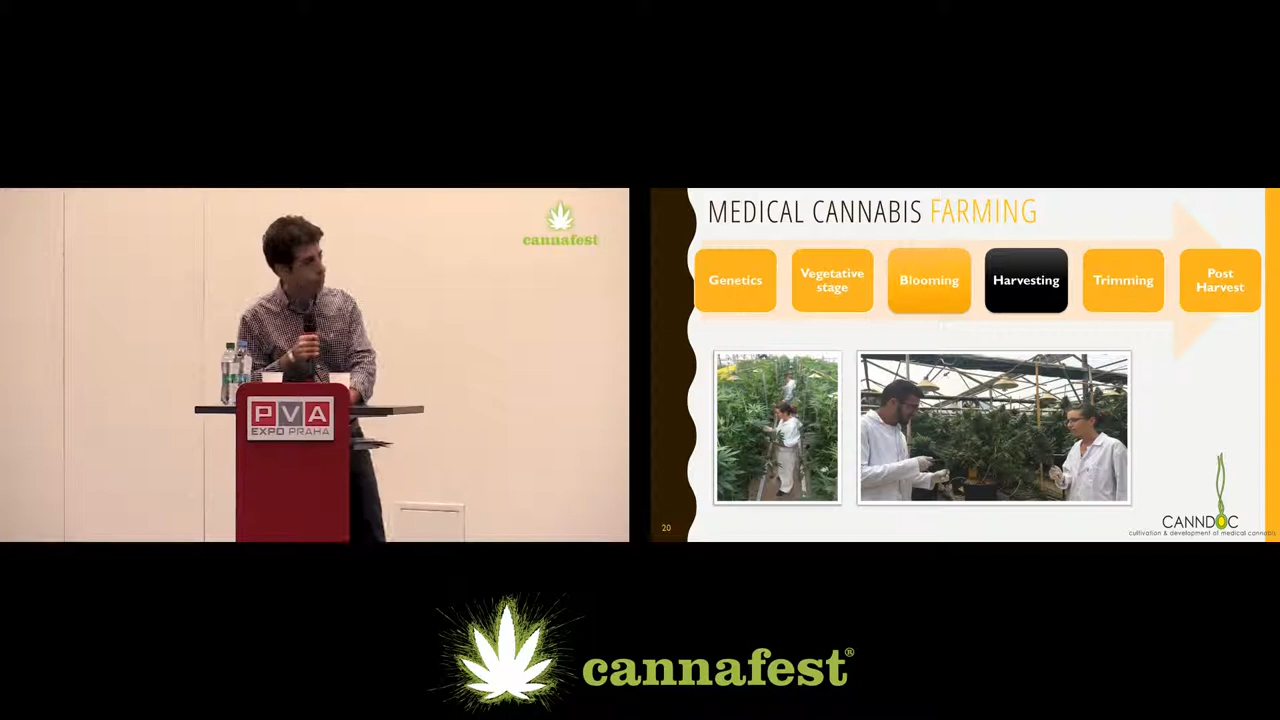 cannafest
PVA
EXPO PRAHA
MEDICAL CANNABIS FARMING
Genetics
Vegetative
stage
Blooming
Harvesting
Trimming
Post
Harvest
20
CANNDOC
cultivation & development of medical cannabis
cannafest®